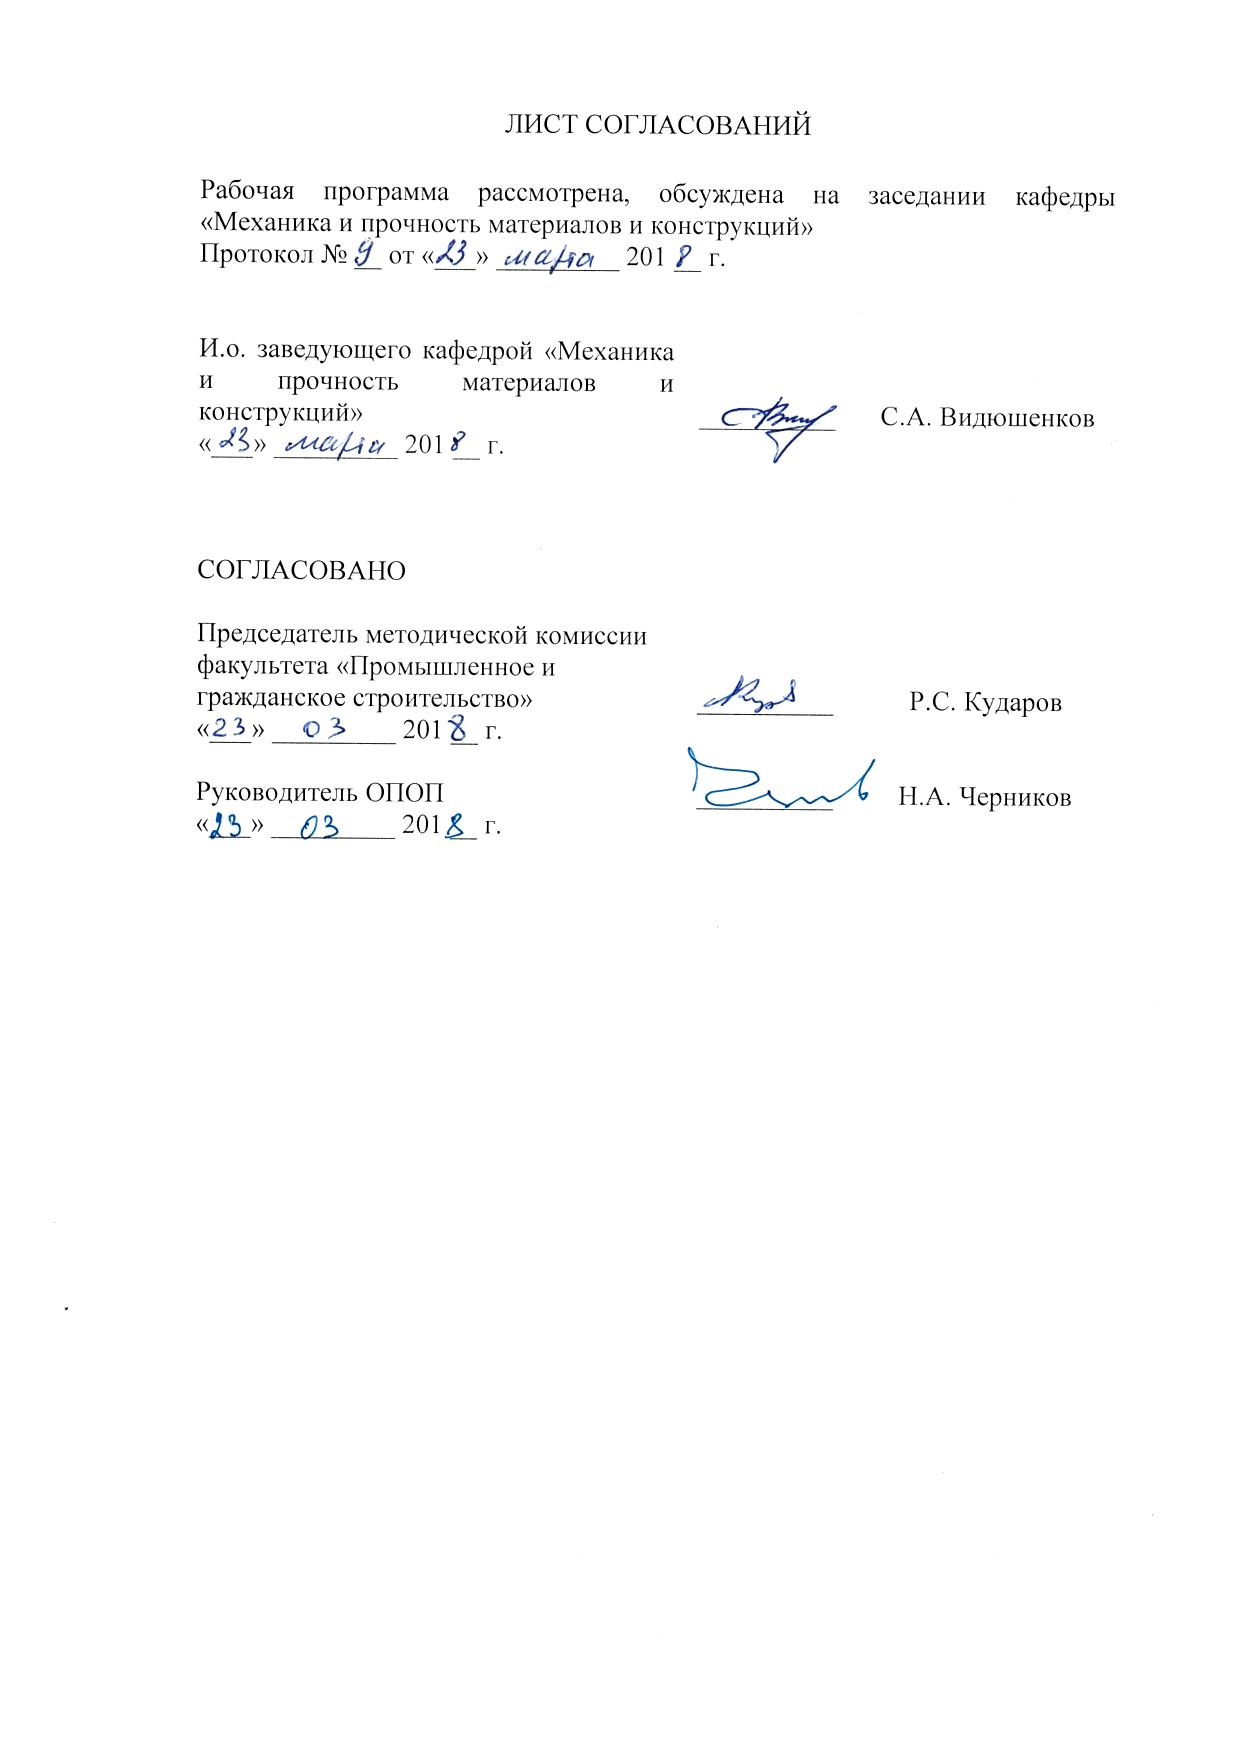 ЛИСТ СОГЛАСОВАНИЙ
Рабочая программа рассмотрена, обсуждена на заседании кафедры
«Механика и прочность материалов и конструкций»
Протокол № 9 от «23» марта 2018 г.
И.о. заведующего кафедрой «Механика
и прочность материалов и
конструкций» С.А. Видюшенков
«23» марта 2018 г.
СОГЛАСОВАНО
Председатель методической комиссии
факультета «Промышленное и
гражданское строительство» Р.С. Кударов
«23» 03 2018 г.
Руководитель ОПОП Н.А. Черников
«23» 03 2018 г.